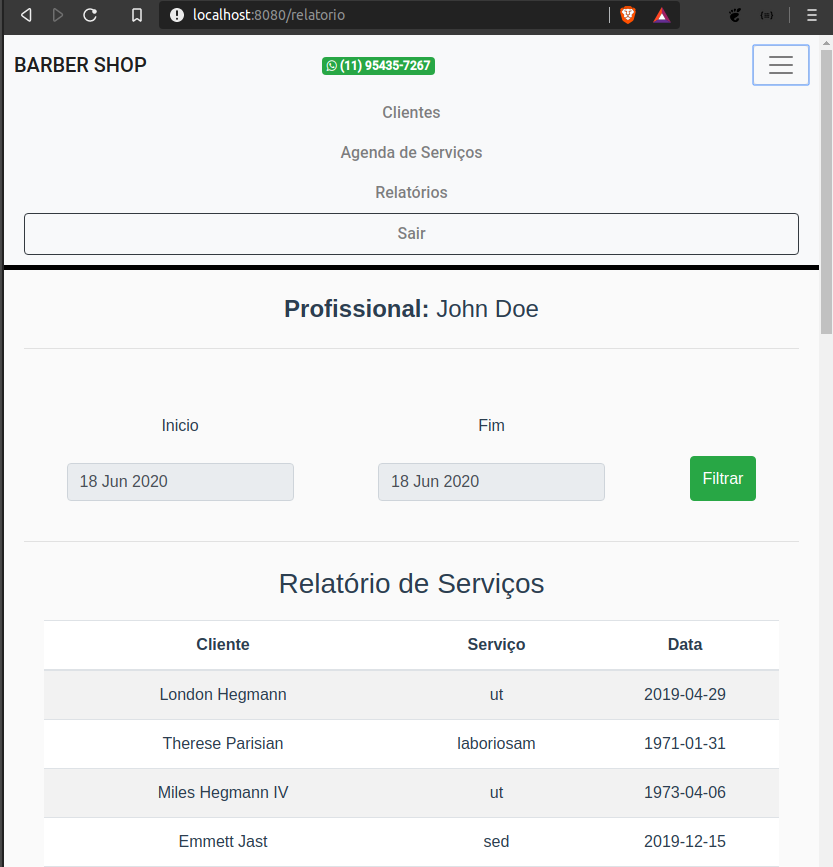 localhost:8080/relatorio
BARBER SHOP
(11) 95435-7267
Clientes
Agenda de Serviços
Relatórios
Sair
Profissional: John Doe
Inicio Fim
18 Jun 2020 18 Jun 2020 Filtrar
Relatório de Serviços
Cliente Serviço Data
London Hegmann ut 2019-04-29
Therese Parisian laboriosam 1971-01-31
Miles Hegmann IV ut 1973-04-06
Emmett Jast sed 2019-12-15